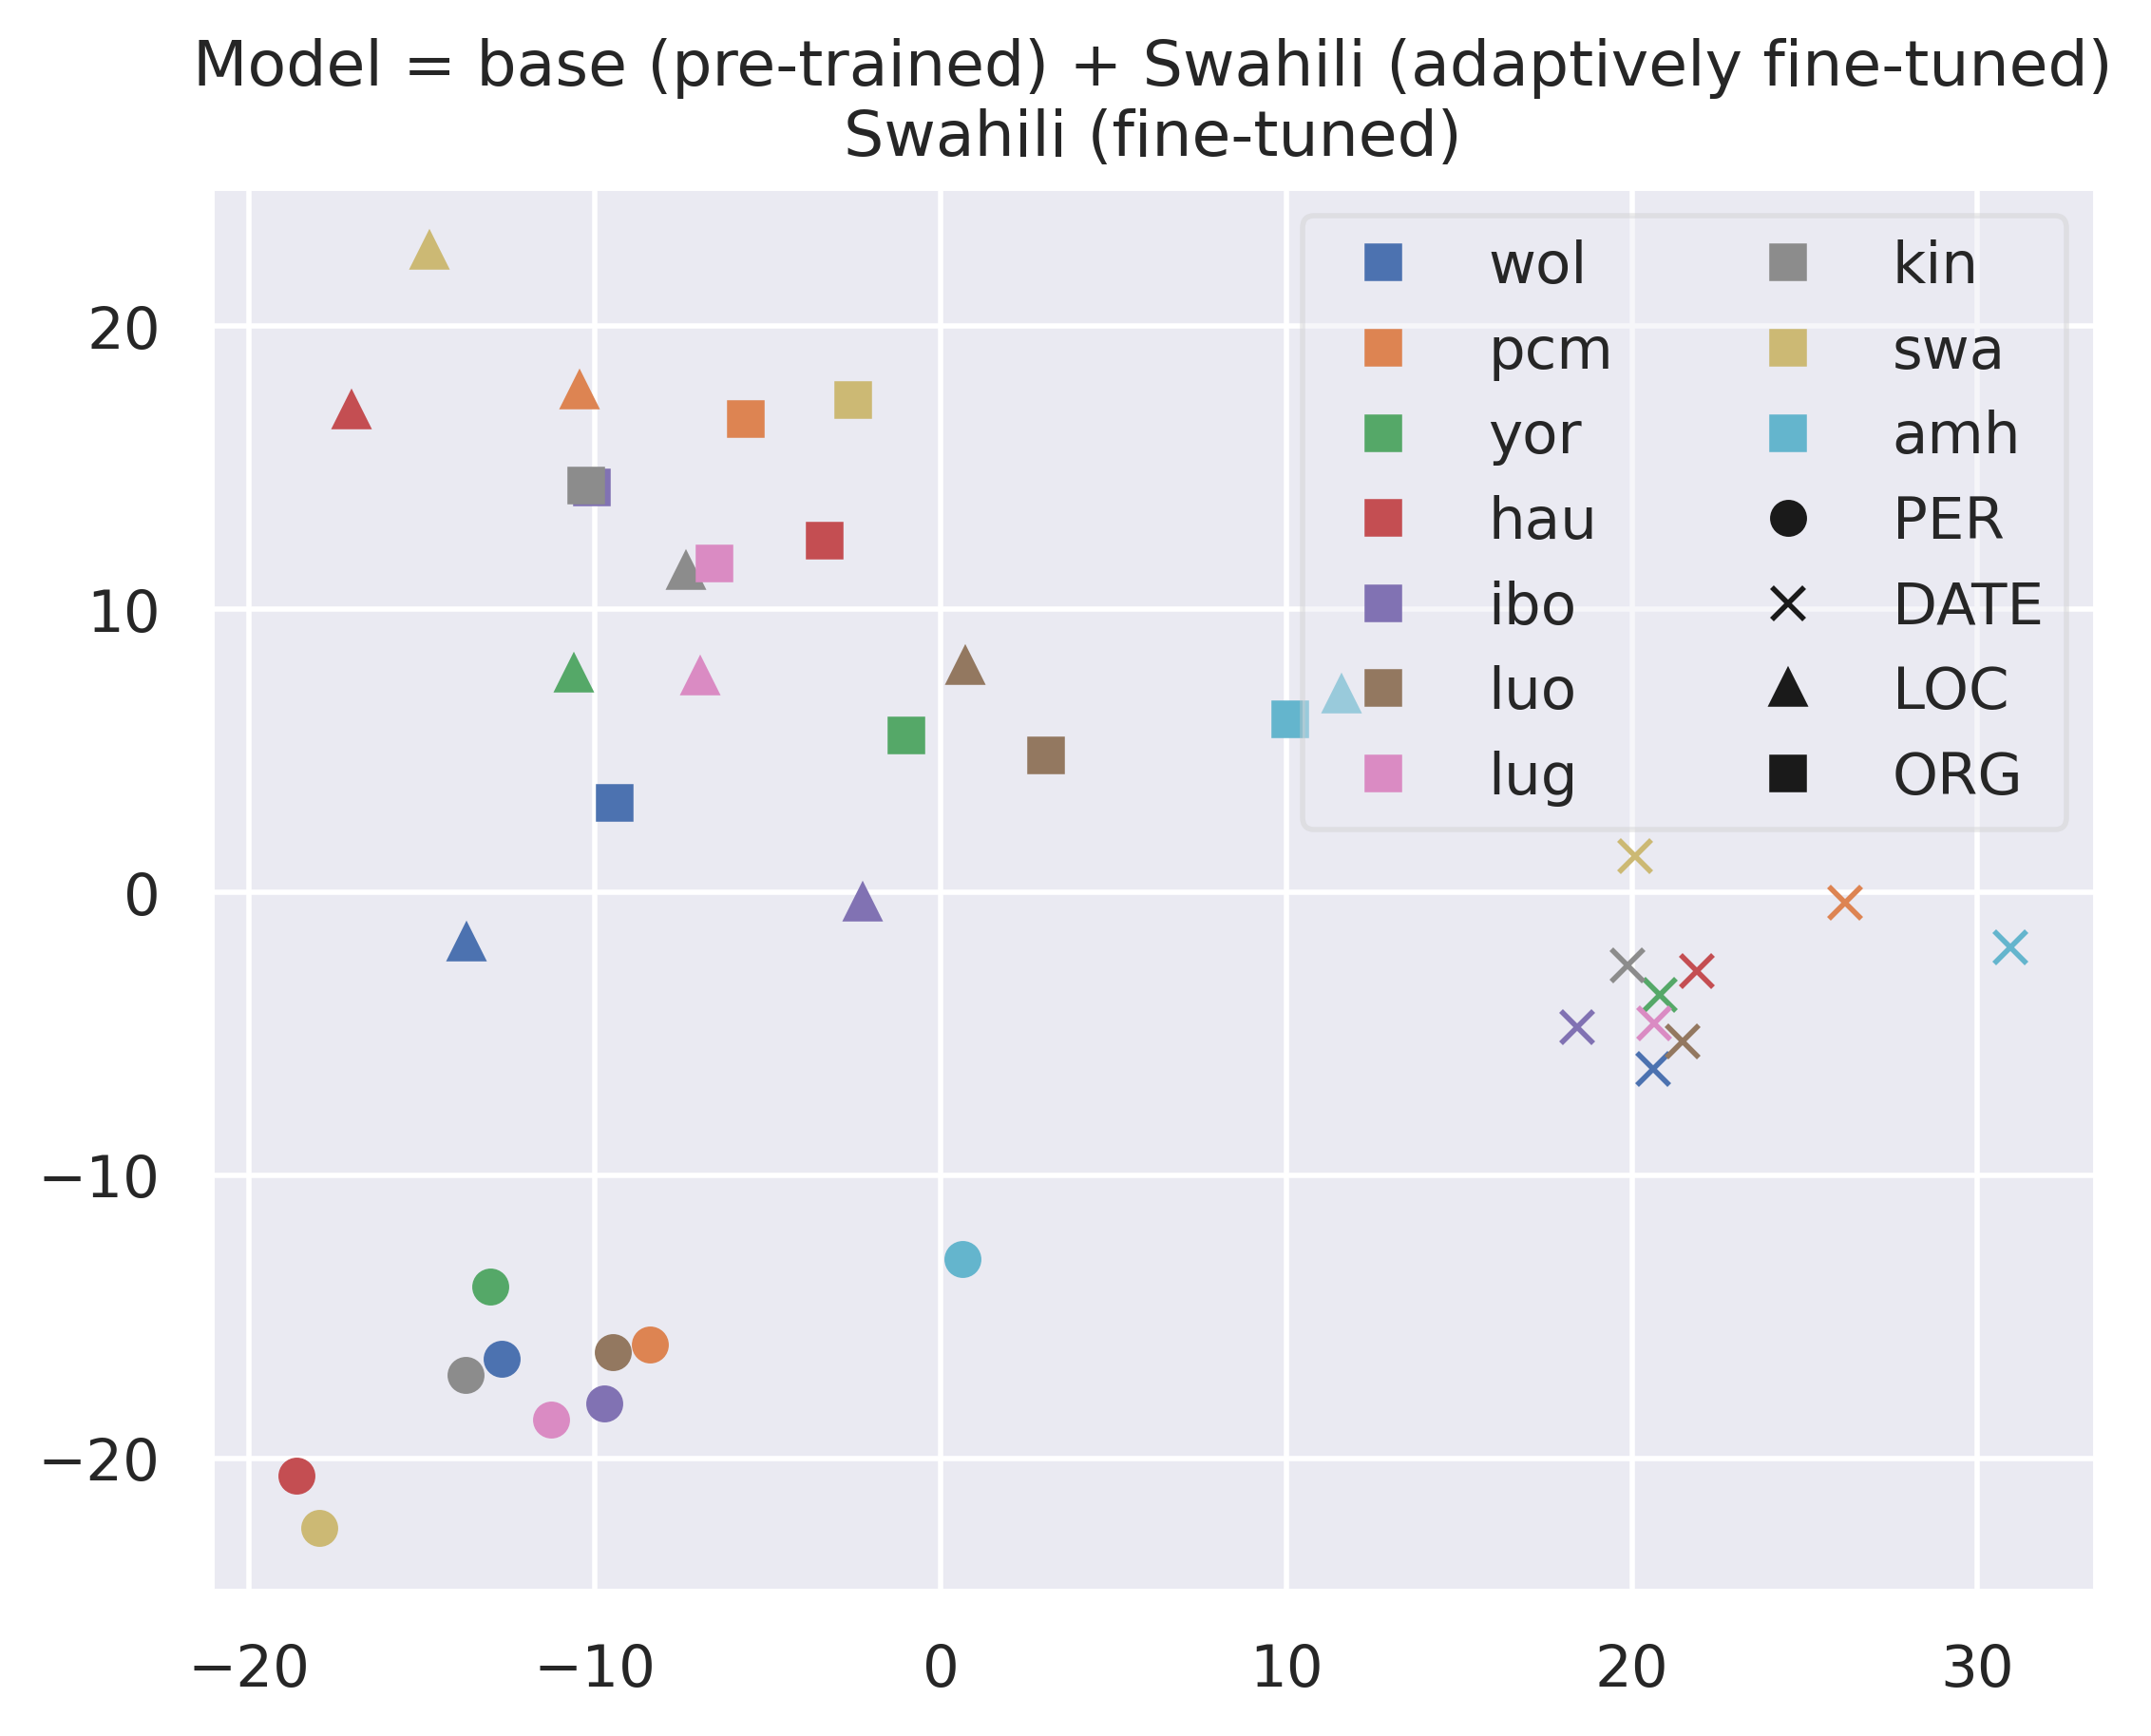 Model = base (pre-trained) + Swahili (adaptively fine-tuned)
Swahili (fine-tuned)
wol
pcm
yor
hau
ibo
luo
lug
kin
swa
amh
PER
DATE
LOC
ORG
20
10
0
−10
−20
−20
−10
0
10
20
30